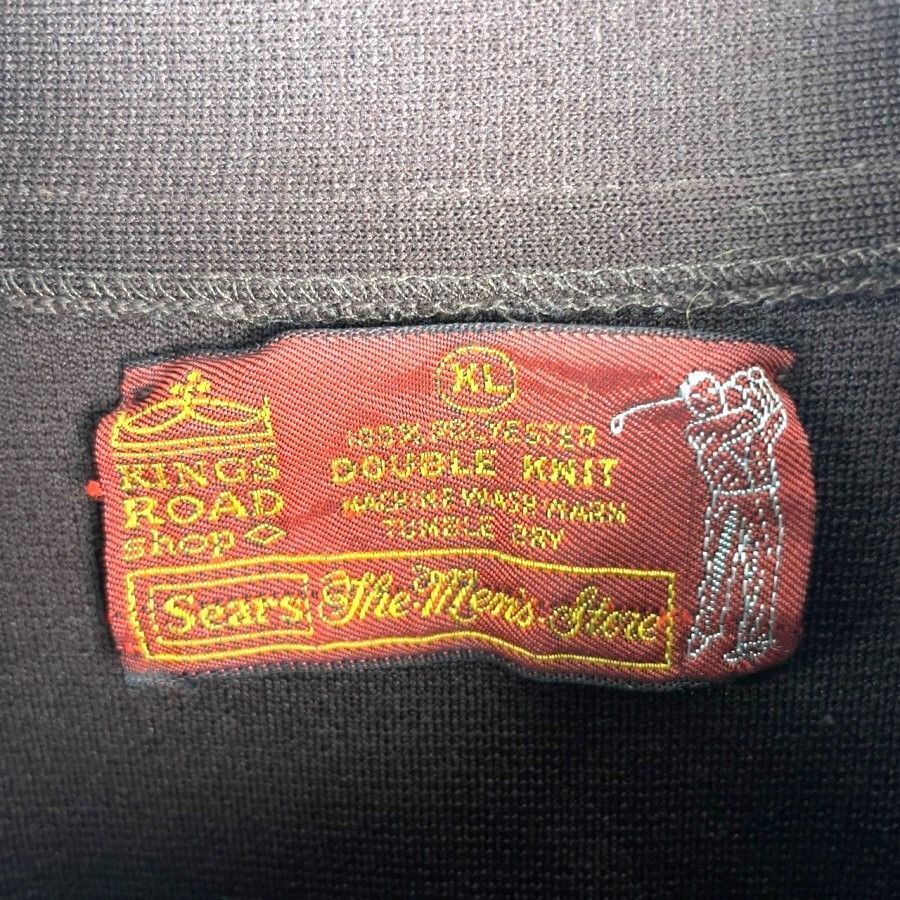 XL
KINGS
ROAD
shop
100% POLYESTER
DOUBLE KNIT
MACHINE WASH WARM
TUMBLE DRY
Sears The Men's Store